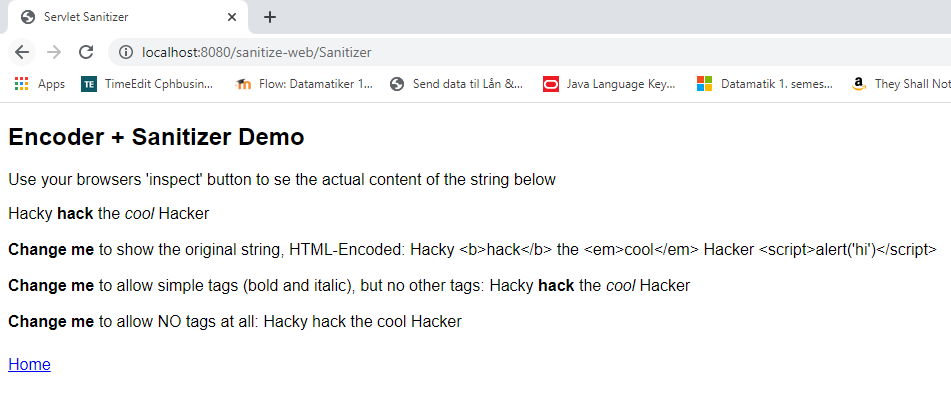 Servlet Sanitizer
localhost:8080/sanitize-web/Sanitizer
Apps TE TimeEdit Cphbusin... Flow: Datamatiker 1... Send data til Lån &... Java Language Key... Datamatik 1. semes... a They Shall Not
Encoder + Sanitizer Demo
Use your browsers 'inspect' button to se the actual content of the string below
Hacky hack the cool Hacker
Change me to show the original string, HTML-Encoded: Hacky <b>hack</b> the <em>cool</em> Hacker <script>alert('hi')</script>
Change me to allow simple tags (bold and italic), but no other tags: Hacky hack the cool Hacker
Change me to allow NO tags at all: Hacky hack the cool Hacker
Home